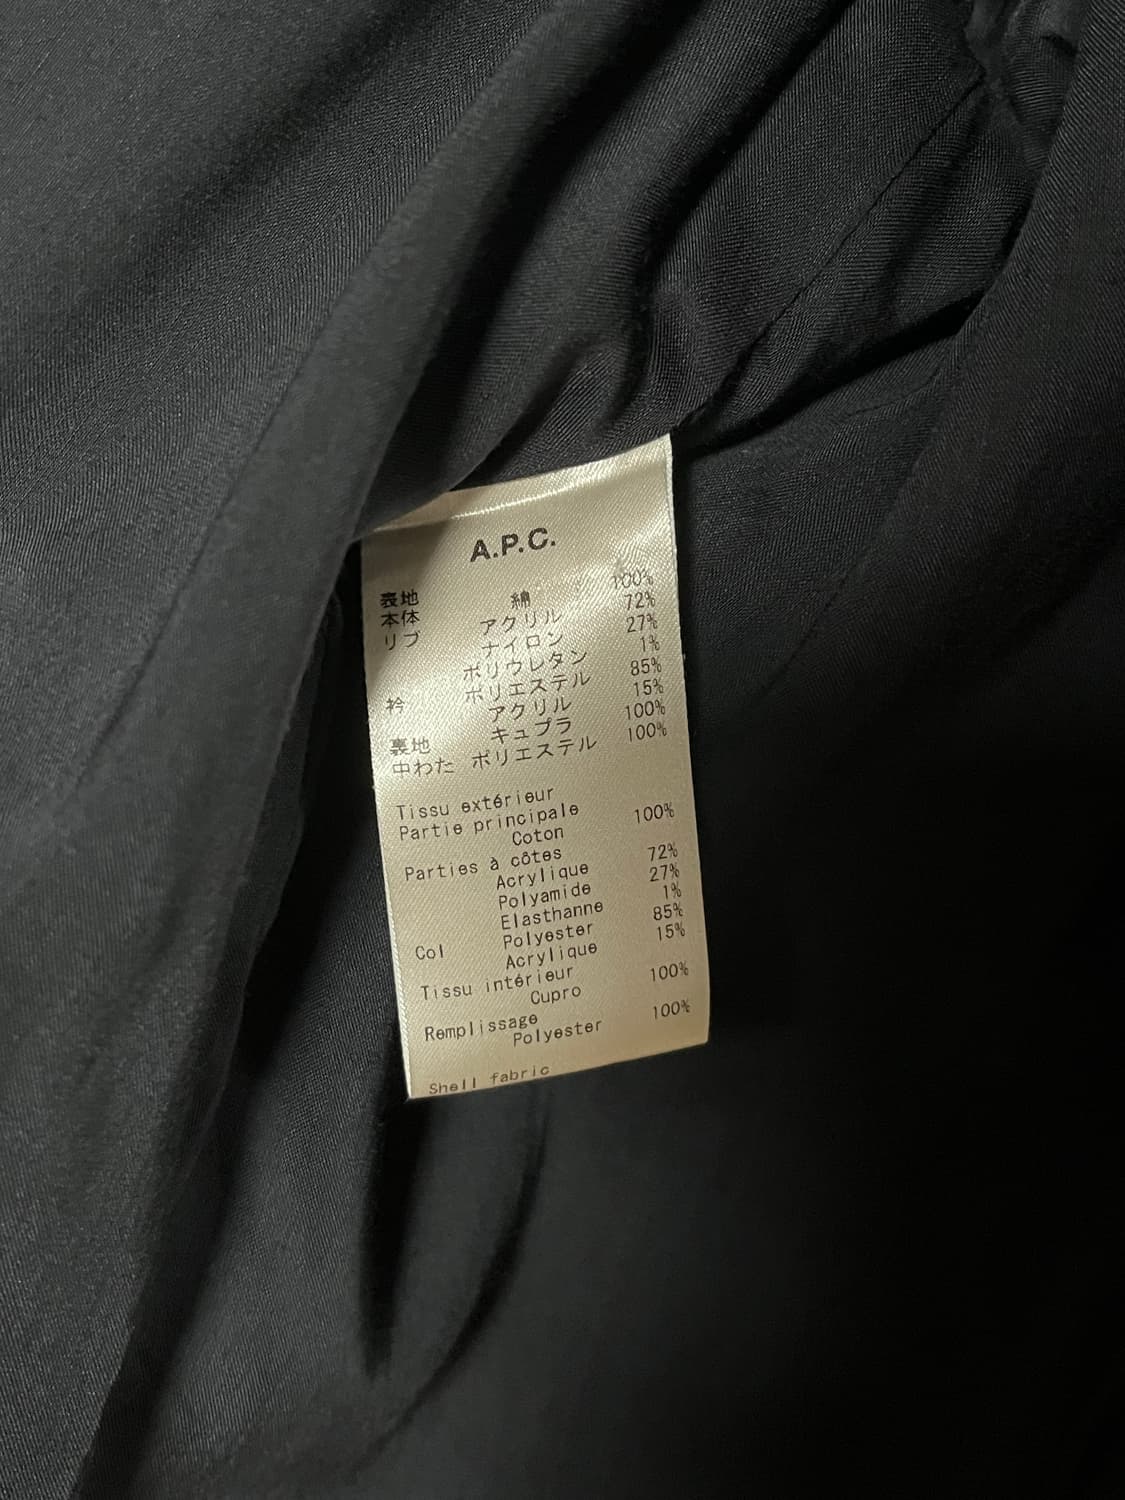 A.P.C.
表地
本体 綿 100%
リブ アクリル 72%
ナイロン 27%
ポリウレタン 1%
衿 ポリエステル 85%
アクリル 15%
裏地 キュプラ 100%
中わた ポリエステル 100%
Tissu extérieur
Partie principale
Coton 100%
Parties à côtes
Acrylique 72%
Polyamide 27%
Elasthanne 1%
Col Polyester 85%
Acrylique 15%
Tissu intérieur
Cupro 100%
Remplissage
Polyester 100%
Shell fabric